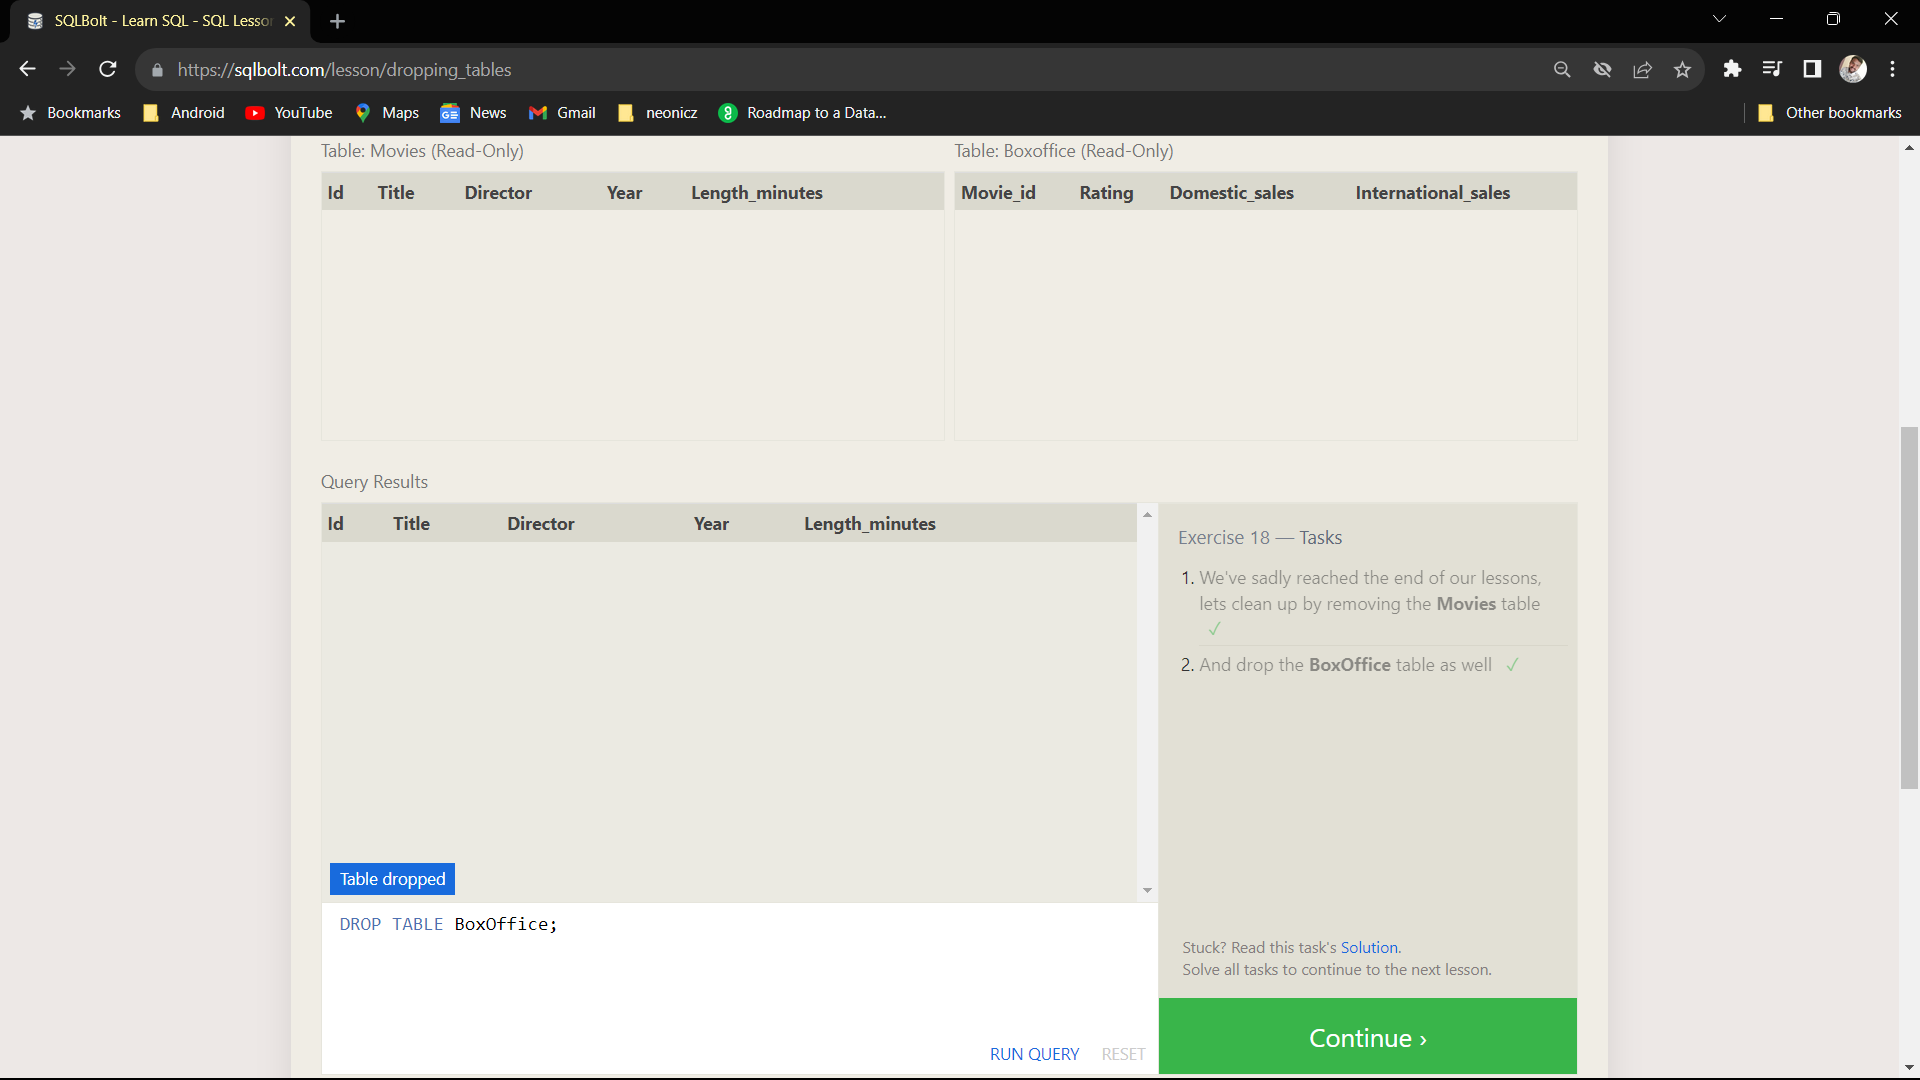 SQLBolt - Learn SQL - SQL Lesso
https://sqlbolt.com/lesson/dropping_tables
Bookmarks Android YouTube Maps News Gmail neonicz Roadmap to a Data... Other bookmarks
Table: Movies (Read-Only) Table: Boxoffice (Read-Only)
Id Title Director Year Length_minutes Movie_id Rating Domestic_sales International_sales
Query Results
Id Title Director Year Length_minutes
Exercise 18 — Tasks
1. We've sadly reached the end of our lessons,
lets clean up by removing the Movies table
✓
2. And drop the BoxOffice table as well ✓
Table dropped
DROP TABLE BoxOffice;
Stuck? Read this task's Solution.
Solve all tasks to continue to the next lesson.
RUN QUERY RESET
Continue ›